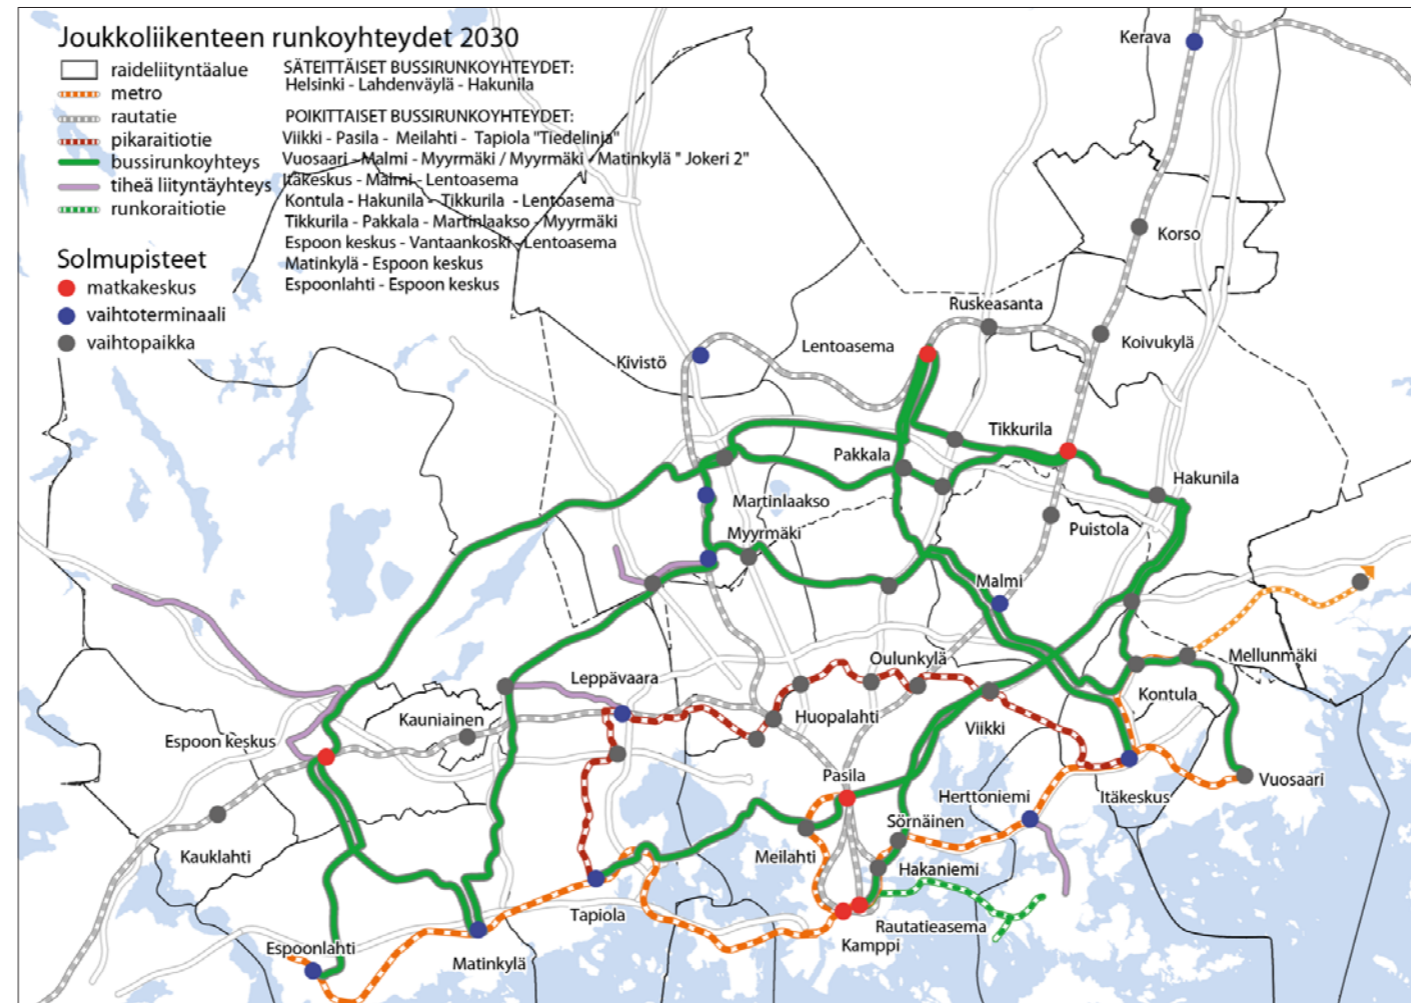 Joukkoliikenteen runkoyhteydet 2030
raideliityntäalue
metro
rautatie
pikaraitiotie
bussirunkoyhteys
tiheä liityntäyhteys
runkoraitiotie
SÄTEITTÄISET BUSSIRUNKOYHTEYDET:
Helsinki - Lahdenväylä - Hakunila
POIKITTAISET BUSSIRUNKOYHTEYDET:
Viikki - Pasila - Meilahti - Tapiola "Tiedelinja"
Vuosaari - Malmi - Myyrmäki / Myyrmäki - Matinkylä " Jokeri 2"
Itäkeskus - Malmi - Lentoasema
Kontula - Hakunila - Tikkurila - Lentoasema
Tikkurila - Pakkala - Martinlaakso - Myyrmäki
Espoon keskus - Vantaankoski - Lentoasema
Matinkylä - Espoon keskus
Espoonlahti - Espoon keskus
Solmupisteet
matkakeskus
vaihtoterminaali
vaihtopaikka
Kerava
Korso
Ruskeasanta
Koivukylä
Lentoasema
Kivistö
Tikkurila
Pakkala
Hakunila
Martinlaakso
Puistola
Myyrmäki
Malmi
Oulunkylä
Mellunmäki
Leppävaara
Kontula
Kauniainen
Huopalahti
Viikki
Espoon keskus
Pasila
Vuosaari
Herttoniemi
Itäkeskus
Sörnäinen
Kauklahti
Meilahti
Hakaniemi
Tapiola
Rautatieasema
Kamppi
Espoonlahti
Matinkylä